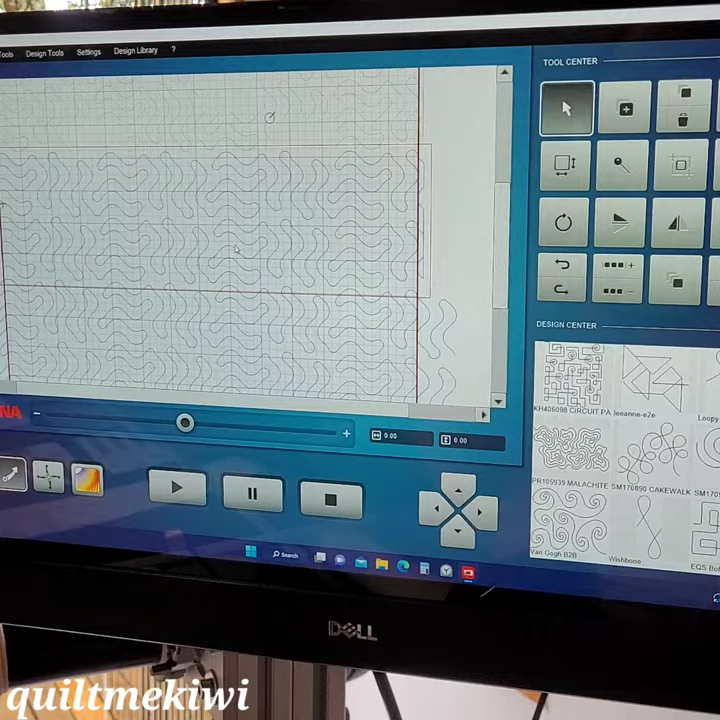 Tools Design Tools Settings Design Library ?
TOOL CENTER
DESIGN CENTER
KH406098 CIRCUIT PA leeanne-e2e Loopy
PR105939 MALACHITE SM170890 CAKEWALK
Van Gogh B2B Wishbone
NA
0.00 0.00
Search
DELL
quiltmekiwi